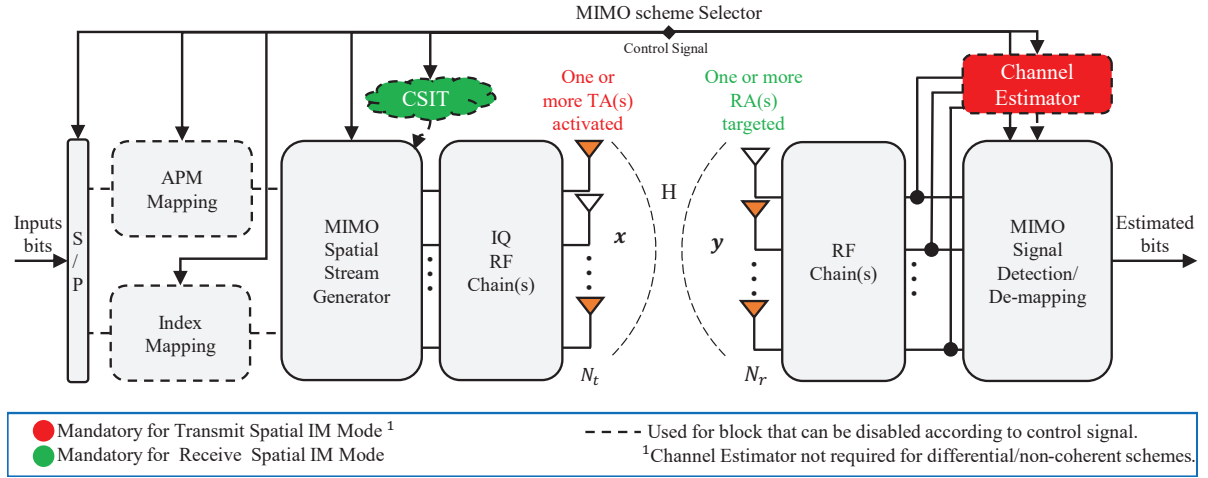 MIMO scheme Selector
Control Signal
CSIT
One or
more TA(s)
activated
One or more
RA(s)
targeted
Channel
Estimator
Inputs
bits
S
/
P
APM
Mapping
Index
Mapping
MIMO
Spatial
Stream
Generator
IQ
RF
Chain(s)
x
H
y
N_t
N_r
RF
Chain(s)
MIMO
Signal
Detection/
De-mapping
Estimated
bits
Mandatory for Transmit Spatial IM Mode ¹
Mandatory for Receive Spatial IM Mode
Used for block that can be disabled according to control signal.
¹Channel Estimator not required for differential/non-coherent schemes.